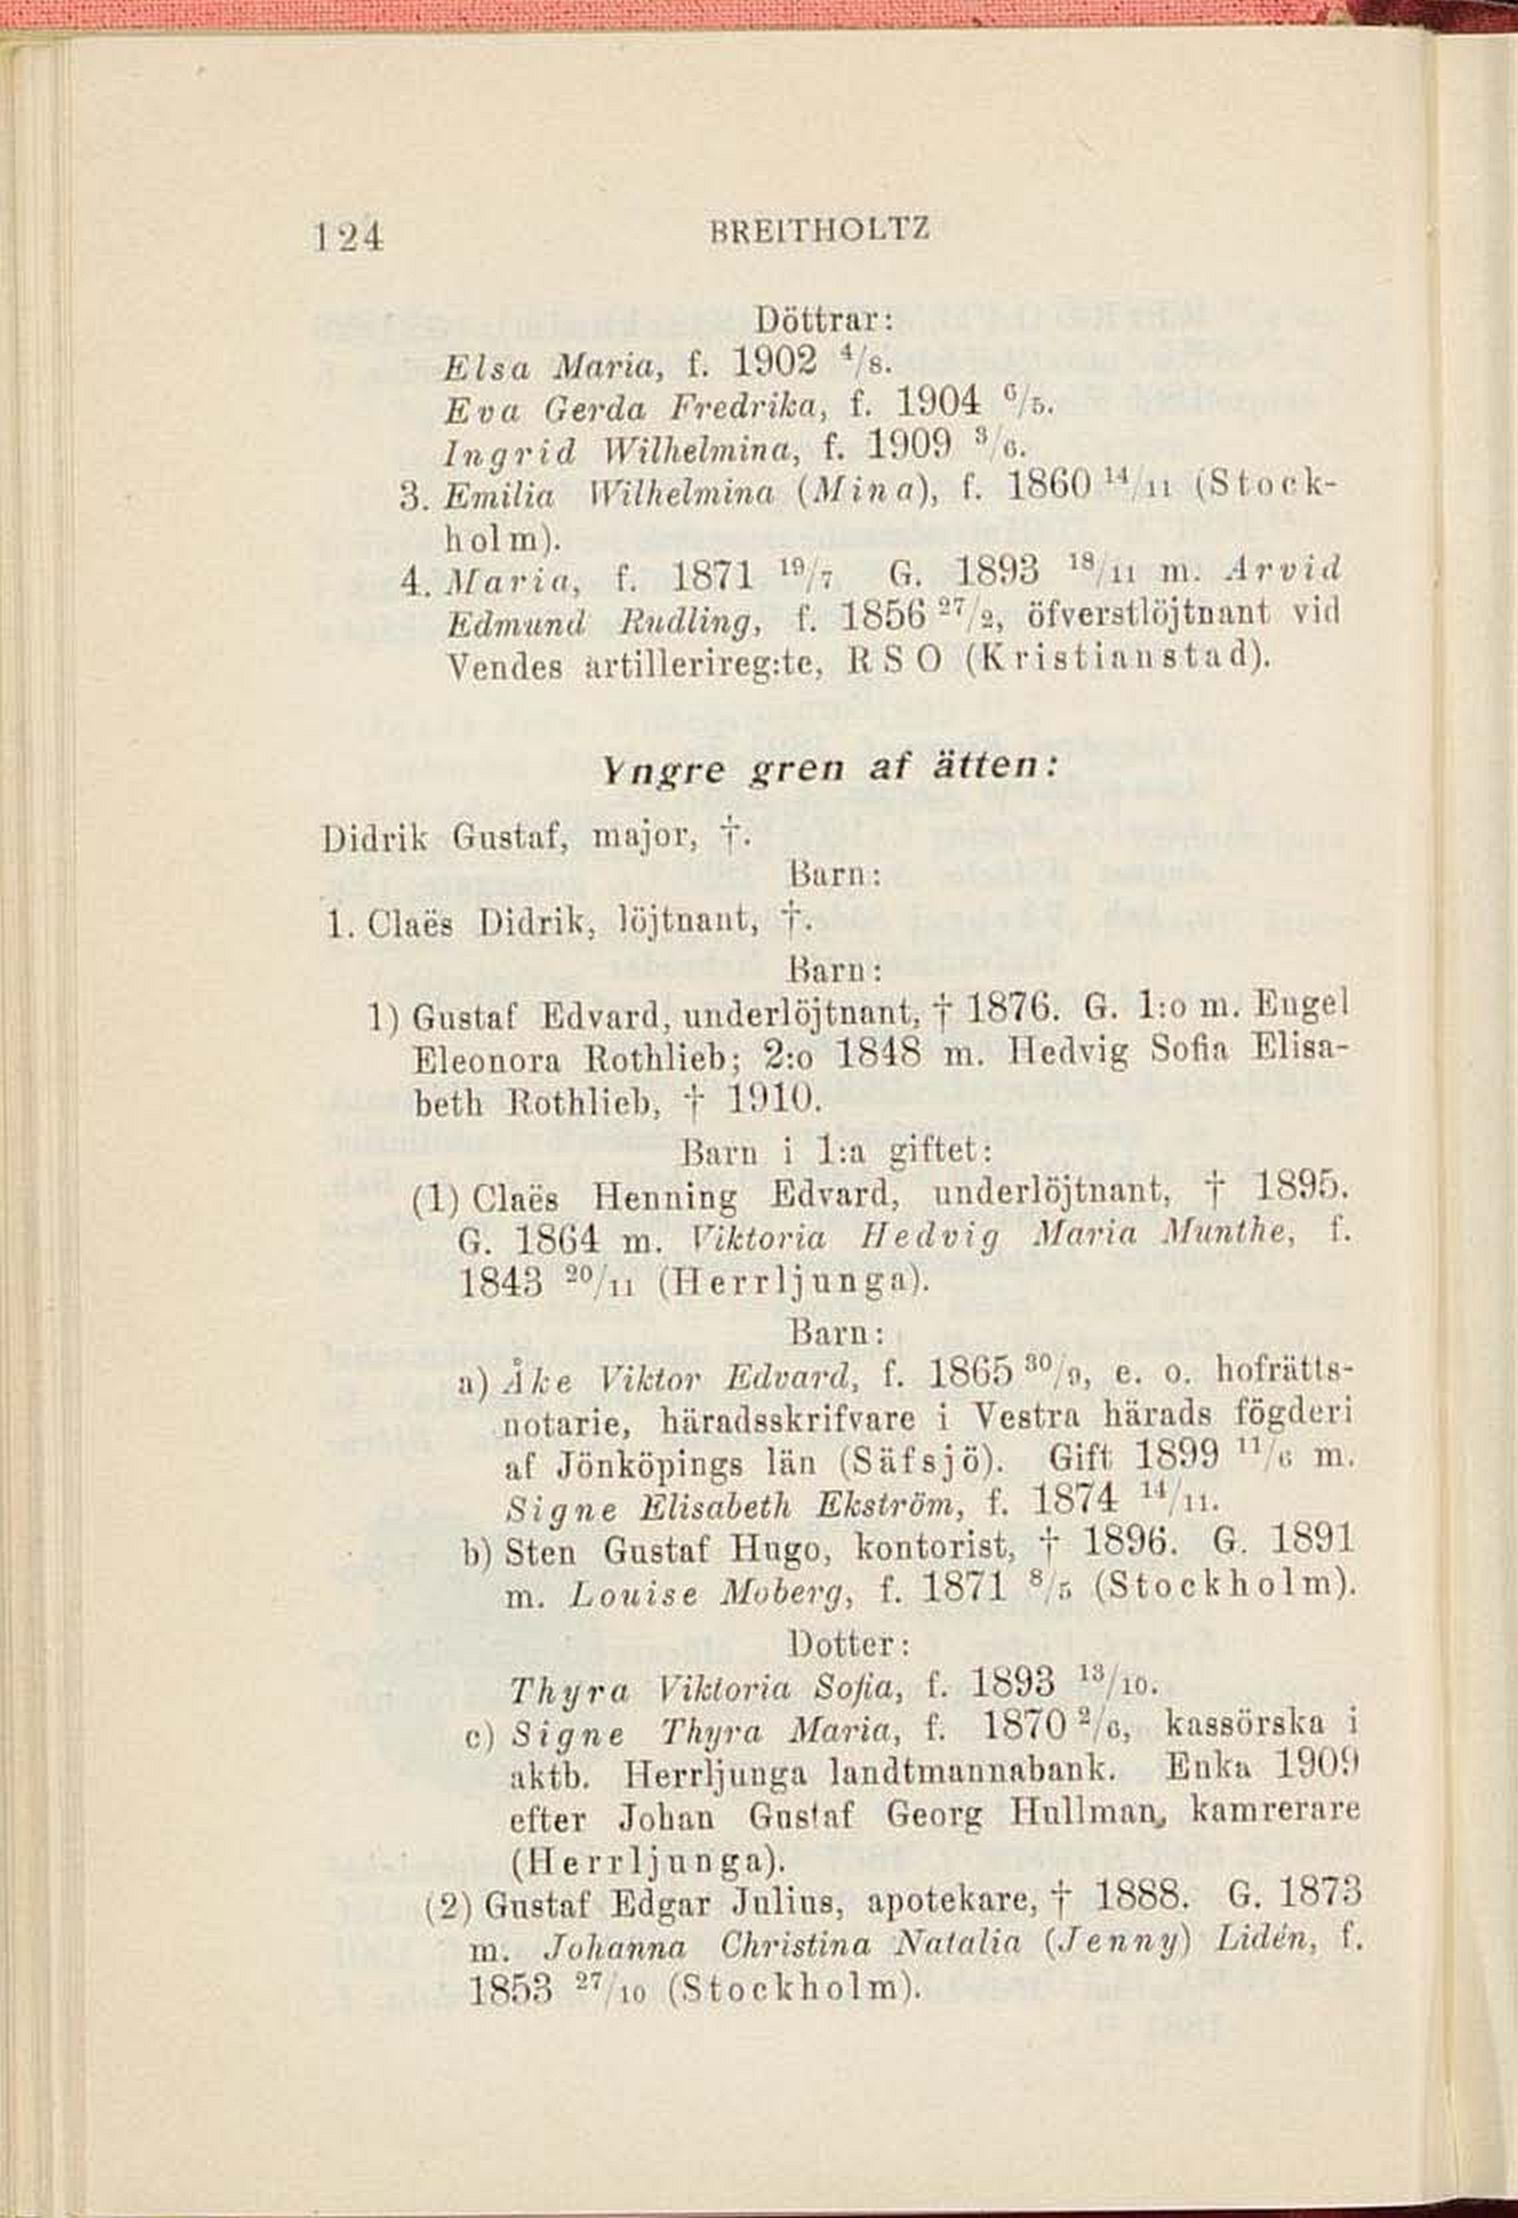 124 BREITHOLTZ
Döttrar:
Elsa Maria, f. 1902 4/8.
Eva Gerda Fredrika, f. 1904 6/5.
Ingrid Wilhelmina, f. 1909 3/6.
3. Emilia Wilhelmina (Mina), f. 1860 14/11 (Stock-
holm).
4. Maria, f. 1871 19/7 G. 1893 18/11 m. Arvid
Edmund Rudling, f. 1856 27/2, öfverstlöjtnant vid
Vendes artillerireg:te, R S O (Kristianstad).
Yngre gren af ätten:
Didrik Gustaf, major, †.
Barn:
1. Claës Didrik, löjtnant, †.
Barn:
1) Gustaf Edvard, underlöjtnant, † 1876. G. 1:o m. Engel
Eleonora Rothlieb; 2:o 1848 m. Hedvig Sofia Elisa-
beth Rothlieb, † 1910.
Barn i 1:a giftet:
(1) Claës Henning Edvard, underlöjtnant, † 1895.
G. 1864 m. Viktoria Hedvig Maria Munthe, f.
1843 20/11 (Herrljunga).
Barn:
a) Åke Viktor Edvard, f. 1865 30/9, e. o. hofrätts-
notarie, häradsskrifvare i Vestra härads fögderi
af Jönköpings län (Säfsjö). Gift 1899 11/6 m.
Signe Elisabeth Ekström, f. 1874 14/11.
b) Sten Gustaf Hugo, kontorist, † 1896. G. 1891
m. Louise Moberg, f. 1871 8/5 (Stockholm).
Dotter:
Thyra Viktoria Sofia, f. 1893 13/10.
c) Signe Thyra Maria, f. 1870 2/6, kassörska i
aktb. Herrljunga landtmannabank. Enka 1909
efter Johan Gustaf Georg Hullman, kamrerare
(Herrljunga).
(2) Gustaf Edgar Julius, apotekare, † 1888. G. 1873
m. Johanna Christina Natalia (Jenny) Lidén, f.
1853 27/10 (Stockholm).